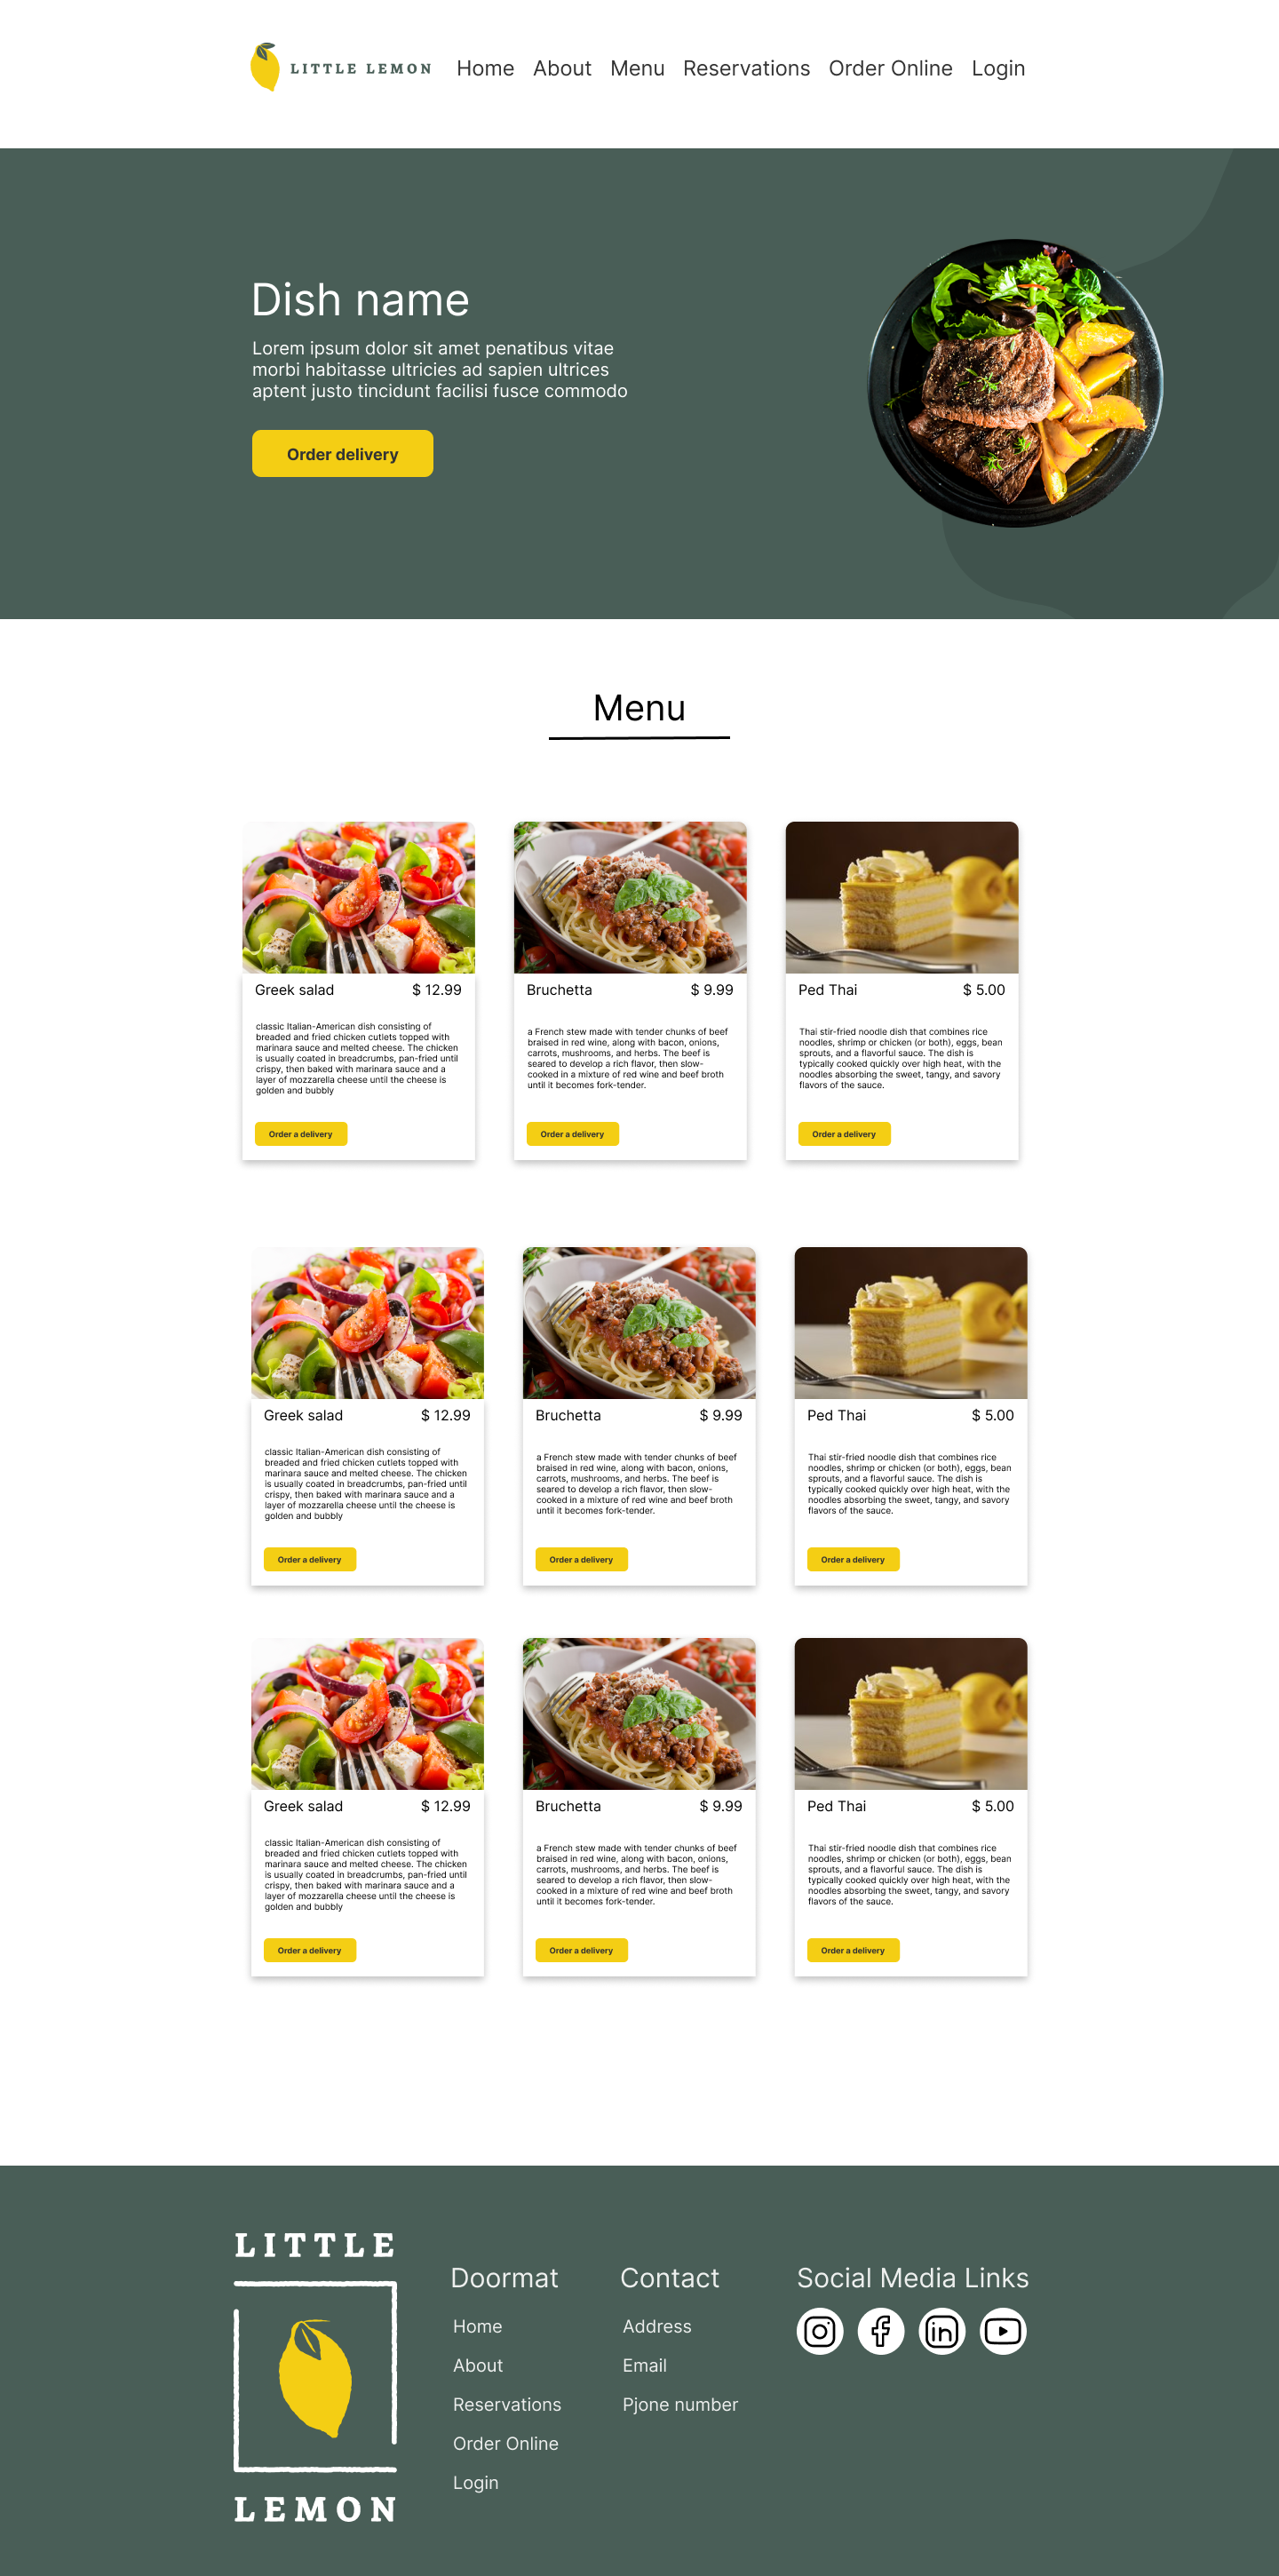 LITTLE LEMON Home About Menu Reservations Order Online Login
Dish name
Lorem ipsum dolor sit amet penatibus vitae
morbi habitasse ultricies ad sapien ultrices
aptent justo tincidunt facilisi fusce commodo
Order delivery
Menu
Greek salad $ 12.99
classic Italian-American dish consisting of
breaded and fried chicken cutlets topped with
marinara sauce and melted cheese. The chicken
is usually coated in breadcrumbs, pan-fried until
crispy, then baked with marinara sauce and a
layer of mozzarella cheese until the cheese is
golden and bubbly
Order a delivery
Bruchetta $ 9.99
a French stew made with tender chunks of beef
braised in red wine, along with bacon, onions,
carrots, mushrooms, and herbs. The beef is
seared to develop a rich flavor, then slow-
cooked in a mixture of red wine and beef broth
until it becomes fork-tender.
Order a delivery
Ped Thai $ 5.00
Thai stir-fried noodle dish that combines rice
noodles, shrimp or chicken (or both), eggs, bean
sprouts, and a flavorful sauce. The dish is
typically cooked quickly over high heat, with the
noodles absorbing the sweet, tangy, and savory
flavors of the sauce.
Order a delivery
Greek salad $ 12.99
classic Italian-American dish consisting of
breaded and fried chicken cutlets topped with
marinara sauce and melted cheese. The chicken
is usually coated in breadcrumbs, pan-fried until
crispy, then baked with marinara sauce and a
layer of mozzarella cheese until the cheese is
golden and bubbly
Order a delivery
Bruchetta $ 9.99
a French stew made with tender chunks of beef
braised in red wine, along with bacon, onions,
carrots, mushrooms, and herbs. The beef is
seared to develop a rich flavor, then slow-
cooked in a mixture of red wine and beef broth
until it becomes fork-tender.
Order a delivery
Ped Thai $ 5.00
Thai stir-fried noodle dish that combines rice
noodles, shrimp or chicken (or both), eggs, bean
sprouts, and a flavorful sauce. The dish is
typically cooked quickly over high heat, with the
noodles absorbing the sweet, tangy, and savory
flavors of the sauce.
Order a delivery
Greek salad $ 12.99
classic Italian-American dish consisting of
breaded and fried chicken cutlets topped with
marinara sauce and melted cheese. The chicken
is usually coated in breadcrumbs, pan-fried until
crispy, then baked with marinara sauce and a
layer of mozzarella cheese until the cheese is
golden and bubbly
Order a delivery
Bruchetta $ 9.99
a French stew made with tender chunks of beef
braised in red wine, along with bacon, onions,
carrots, mushrooms, and herbs. The beef is
seared to develop a rich flavor, then slow-
cooked in a mixture of red wine and beef broth
until it becomes fork-tender.
Order a delivery
Ped Thai $ 5.00
Thai stir-fried noodle dish that combines rice
noodles, shrimp or chicken (or both), eggs, bean
sprouts, and a flavorful sauce. The dish is
typically cooked quickly over high heat, with the
noodles absorbing the sweet, tangy, and savory
flavors of the sauce.
Order a delivery
LITTLE
LEMON
Doormat
Home
About
Reservations
Order Online
Login
Contact
Address
Email
Pjone number
Social Media Links